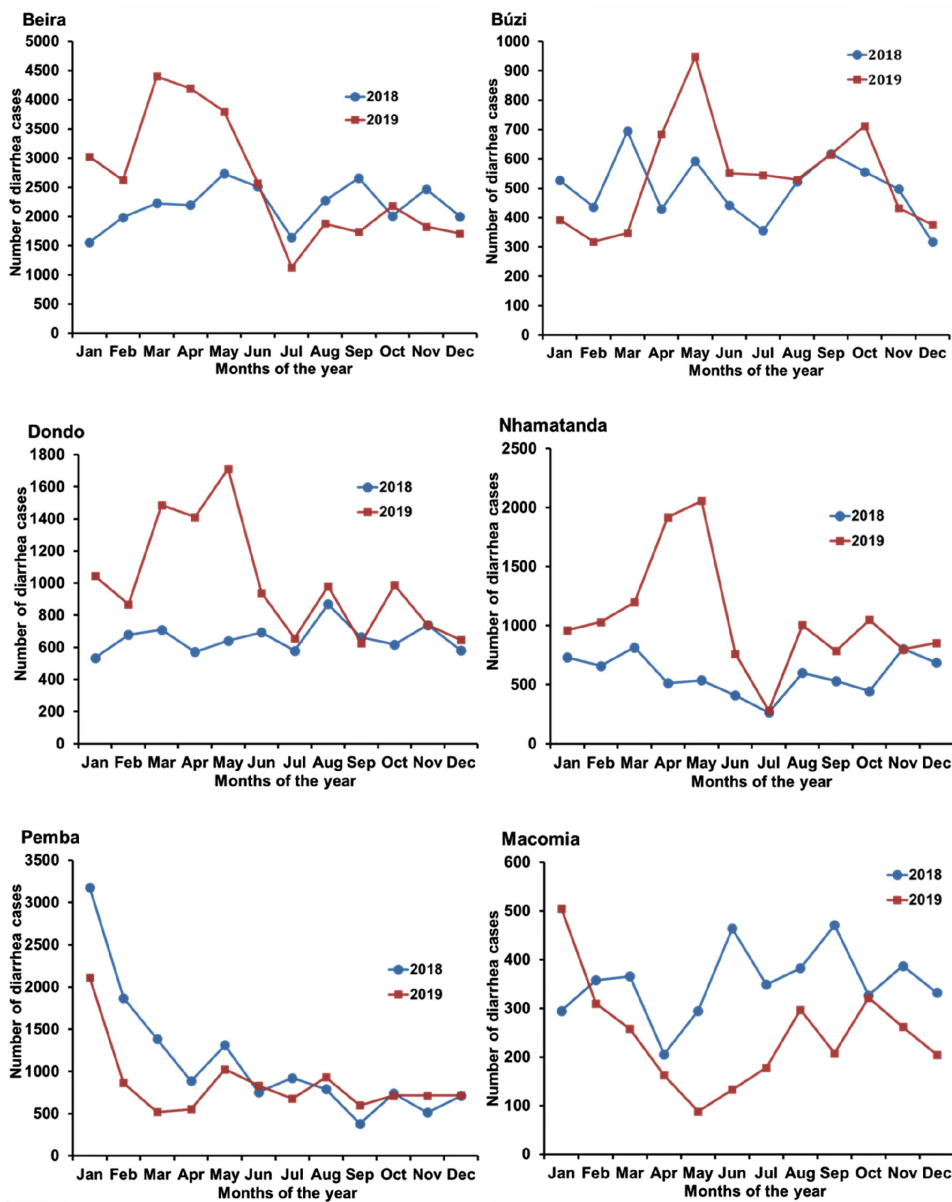 Beira
Number of diarrhea cases
5000
4500
4000
3500
3000
2500
2000
1500
1000
500
0
2018
2019
Jan Feb Mar Apr May Jun Jul Aug Sep Oct Nov Dec
Months of the year
Búzi
Number of diarrhea cases
1000
900
800
700
600
500
400
300
200
100
0
2018
2019
Jan Feb Mar Apr May Jun Jul Aug Sep Oct Nov Dec
Months of the year
Dondo
Number of diarrhea cases
1800
1600
1400
1200
1000
800
600
400
200
0
2018
2019
Jan Feb Mar Apr May Jun Jul Aug Sep Oct Nov Dec
Months of the year
Nhamatanda
Number of diarrhea cases
2500
2000
1500
1000
500
0
2018
2019
Jan Feb Mar Apr May Jun Jul Aug Sep Oct Nov Dec
Months of the year
Pemba
Number of diarrhea cases
3500
3000
2500
2000
1500
1000
500
0
2018
2019
Jan Feb Mar Apr May Jun Jul Aug Sep Oct Nov Dec
Months of the year
Macomia
Number of diarrhea cases
600
500
400
300
200
100
0
2018
2019
Jan Feb Mar Apr May Jun Jul Aug Sep Oct Nov Dec
Months of the year